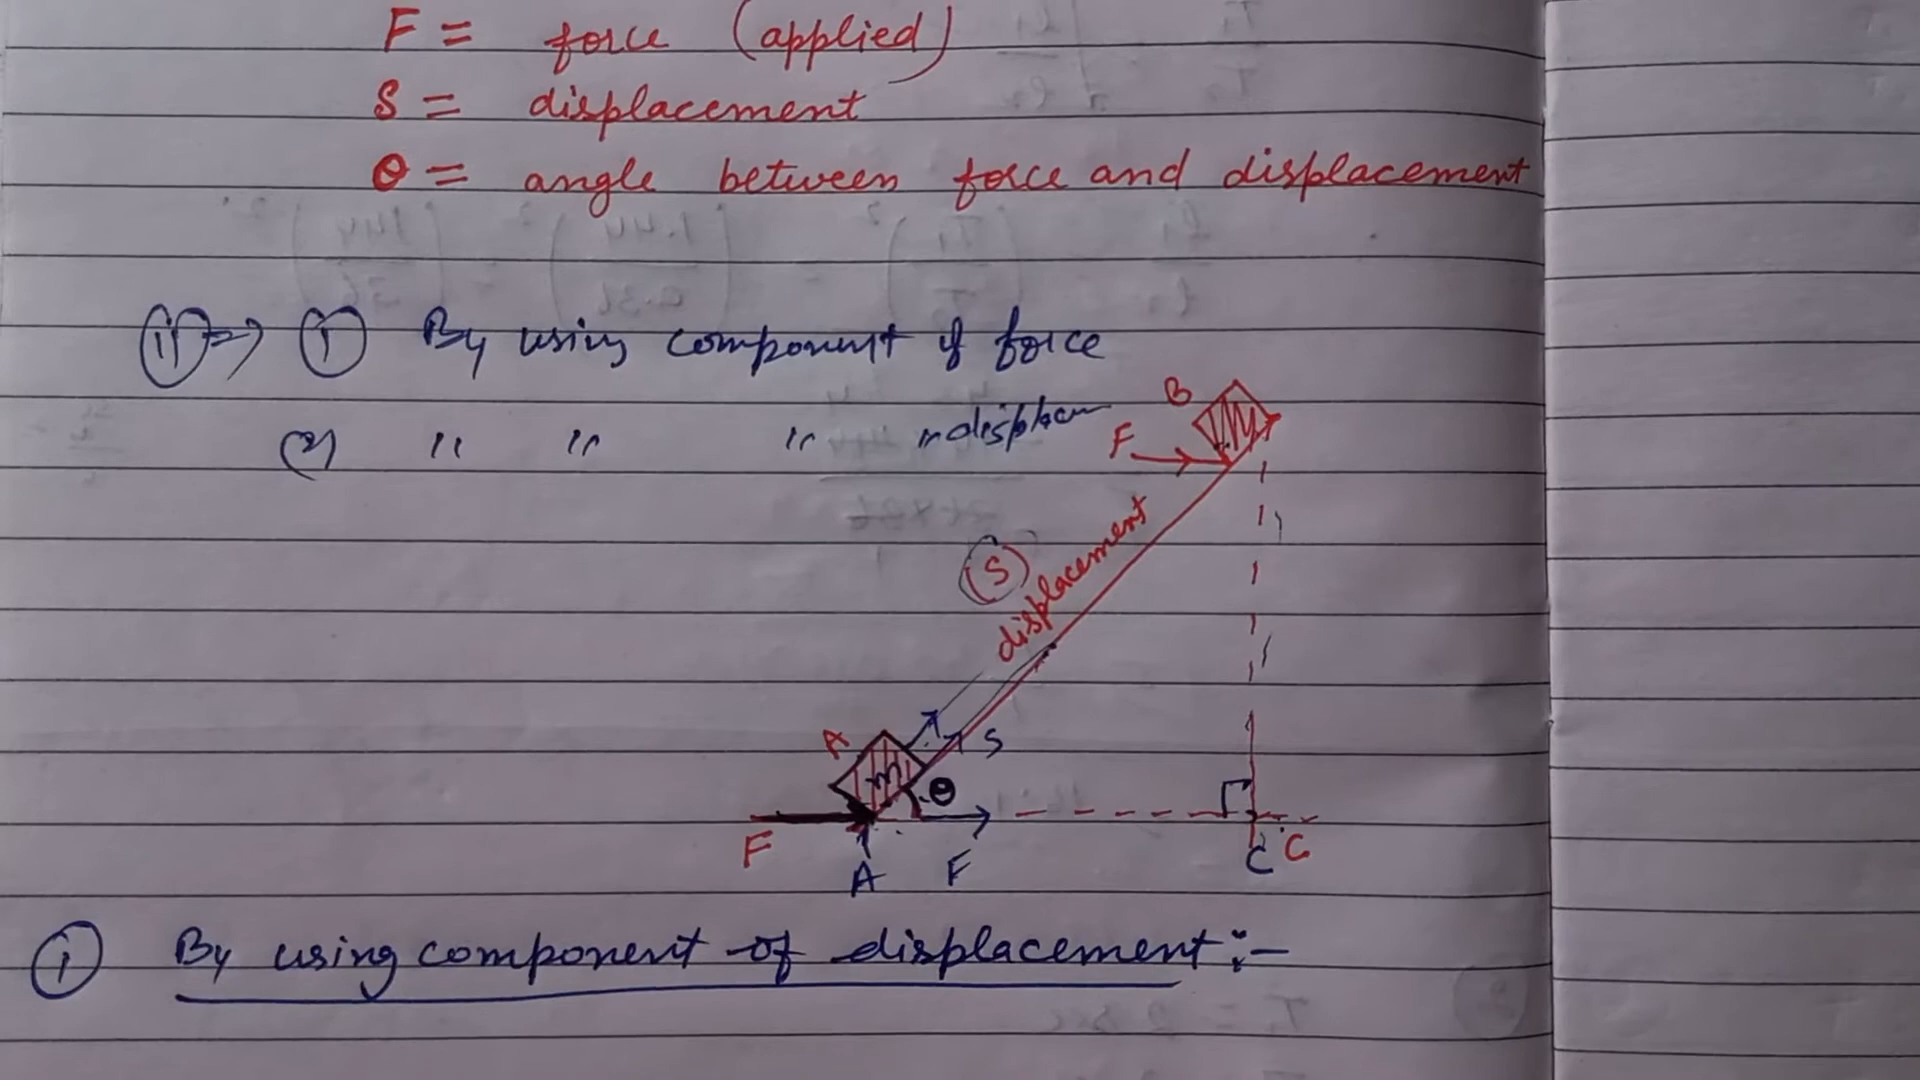 F = force (applied)
S = displacement
θ = angle between force and displacement
(ii) => (1) By using component of force
(2) " " " "
B
F
(S)
displacement
A
m
S
θ
F
A
F
C C
(1) By using component of displacement :-